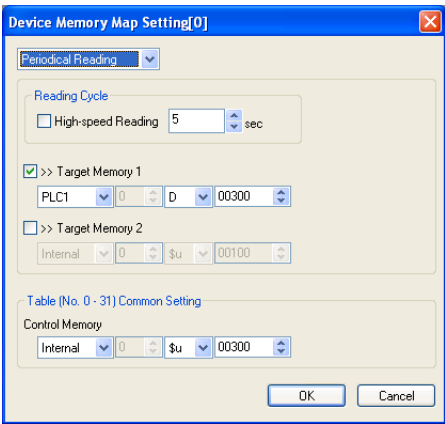 Device Memory Map Setting[0]
Periodical Reading
Reading Cycle
High-speed Reading 5 sec
>> Target Memory 1
PLC1 0 D 00300
>> Target Memory 2
Internal 0 $u 00100
Table (No. 0 - 31) Common Setting
Control Memory
Internal 0 $u 00300
OK Cancel